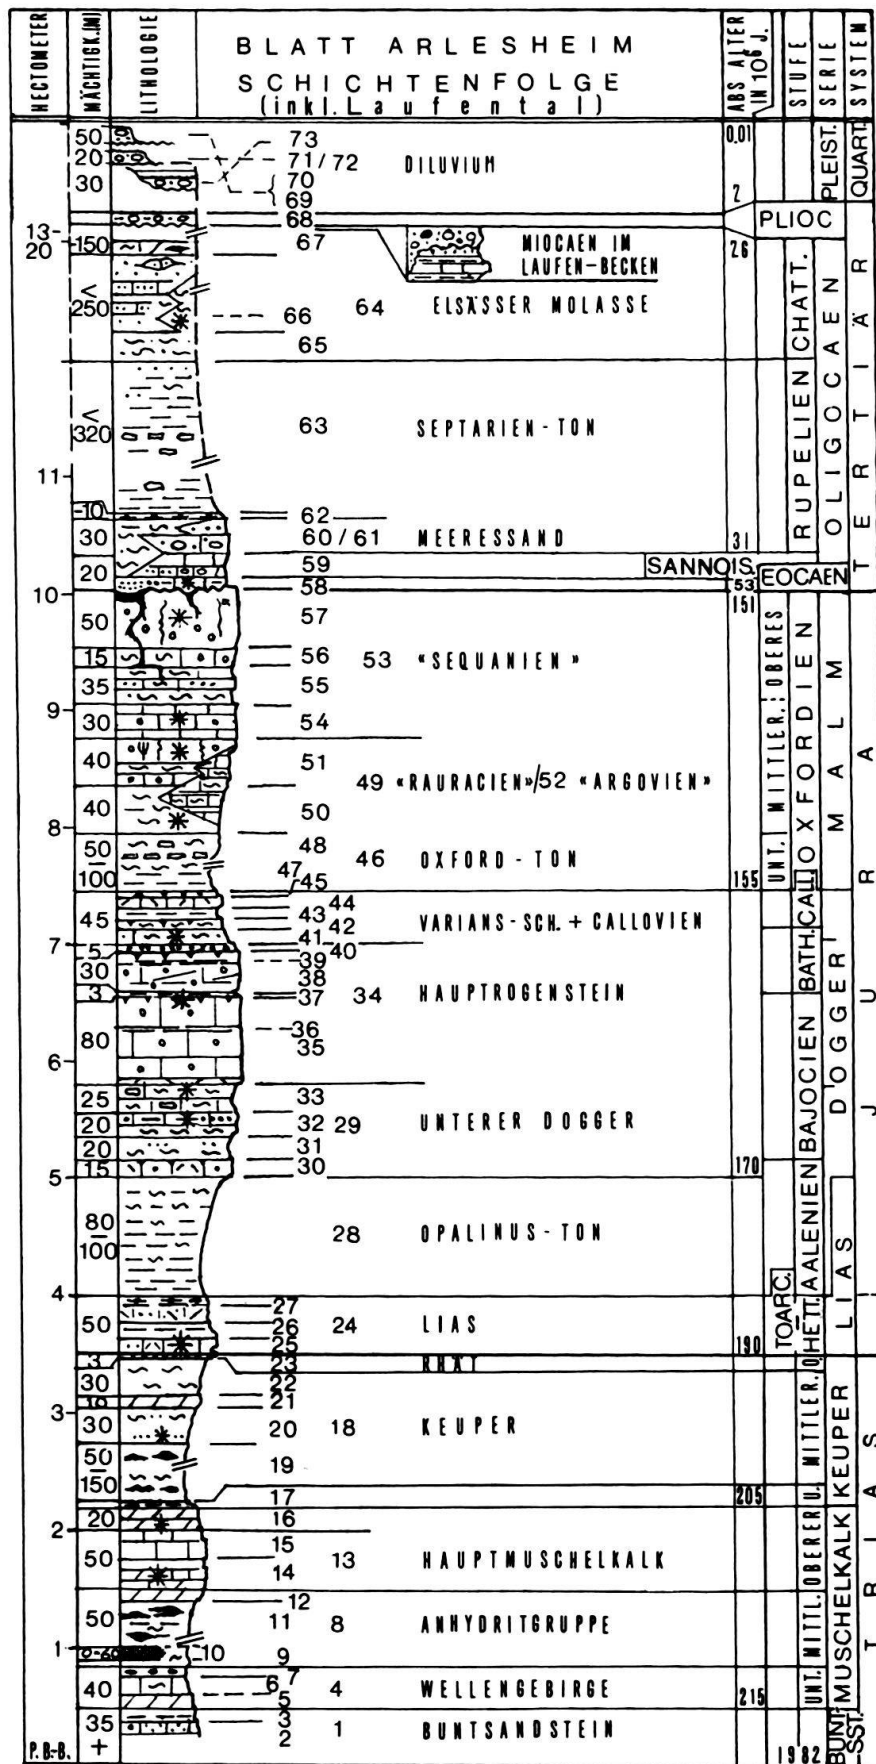 HECTOMETER
MÄCHTIGK.[M]
LITHOLOGIE
BLATT ARLESHEIM
SCHICHTENFOLGE
(inkl. Laufental)
ABS ALTER
IN 10⁶ J.
STUFE
SERIE
SYSTEM
50 73 0.01
20 71/72 DILUVIUM
30 70
69 2
68
PLEIST.
QUART.
PLIOC
13
20 150 67 MIOCAEN IM 26
LAUFEN-BECKEN
<
250 64 ELSÄSSER MOLASSE
66
65
CHATT.
<
320 63 SEPTARIEN-TON
RUPELIEN
OLIGOCAEN
TERTIÄR
11
10 62
30 60/61 MEERESSAND 31
20 59 SANNOIS.
58 53 EOCAEN
10 151
50 57
15 56 53 «SEQUANIEN»
35 55
9
30 54
40 51
49 «RAURACIEN»/52 «ARGOVIEN»
40 50
8
50 48
–
100 46 OXFORD-TON
47 45 155
UNT. MITTLER. OBERES
OXFORDIEN
MALM
44
45 43 42 VARIANS-SCH. + CALLOVIEN
7 41 40
5 39
30 38
3 37 34 HAUPTROGENSTEIN
36
80 35
6
CALL.
BATH.
25 33
20 32 29 UNTERER DOGGER
20 31
15 30 170
5
BAJOCIEN
DOGGER
80
–
100 28 OPALINUS-TON
4
AALENIEN
27
50 26 24 LIAS
25 190
TOARC.
–
HETT.
LIAS
JURA
3 23 RHÄT
30 22
10 21
3
30 20 18 KEUPER
50
–
150 19
17 205
O.
MITTLER.
U.
KEUPER
20 16
2
50 15
14 13 HAUPTMUSCHELKALK
12
50 11 8 ANHYDRITGRUPPE
1
0-60 10 9
40 7
6
5 4 WELLENGEBIRGE 215
UNT. MITTL. OBERER
MUSCHELKALK
TRIAS
35 3
+ 2 1 BUNTSANDSTEIN
BUNT-
SST.
P.B.-B. 1982